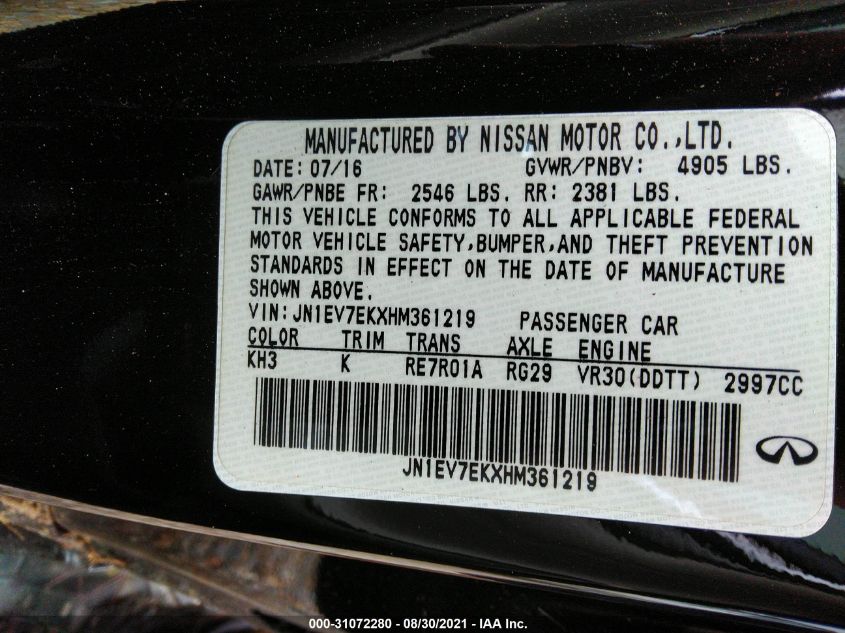 MANUFACTURED BY NISSAN MOTOR CO.,LTD.
DATE: 07/16 GVWR/PNBV: 4905 LBS.
GAWR/PNBE FR: 2546 LBS. RR: 2381 LBS.
THIS VEHICLE CONFORMS TO ALL APPLICABLE FEDERAL
MOTOR VEHICLE SAFETY,BUMPER,AND THEFT PREVENTION
STANDARDS IN EFFECT ON THE DATE OF MANUFACTURE
SHOWN ABOVE.
VIN: JN1EV7EKXHM361219 PASSENGER CAR
COLOR TRIM TRANS AXLE ENGINE
KH3 K RE7R01A RG29 VR30(DDTT) 2997CC
JN1EV7EKXHM361219
000-31072280 - 08/30/2021 - IAA Inc.